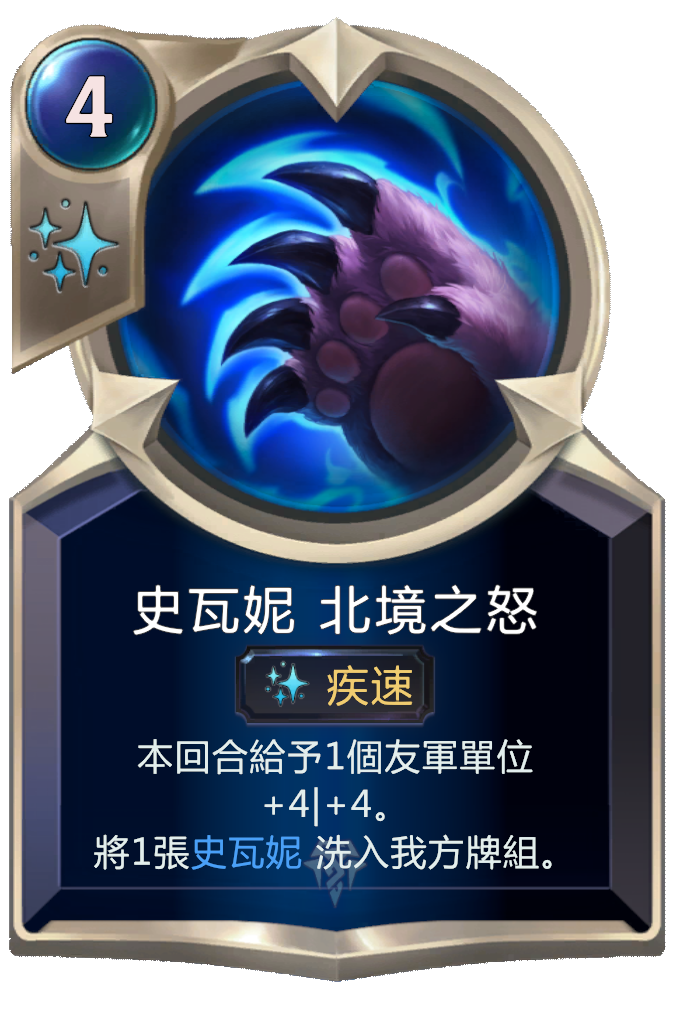 4
史瓦妮 北境之怒
疾速
本回合給予1個友軍單位
+4|+4。
將1張史瓦妮 洗入我方牌組。